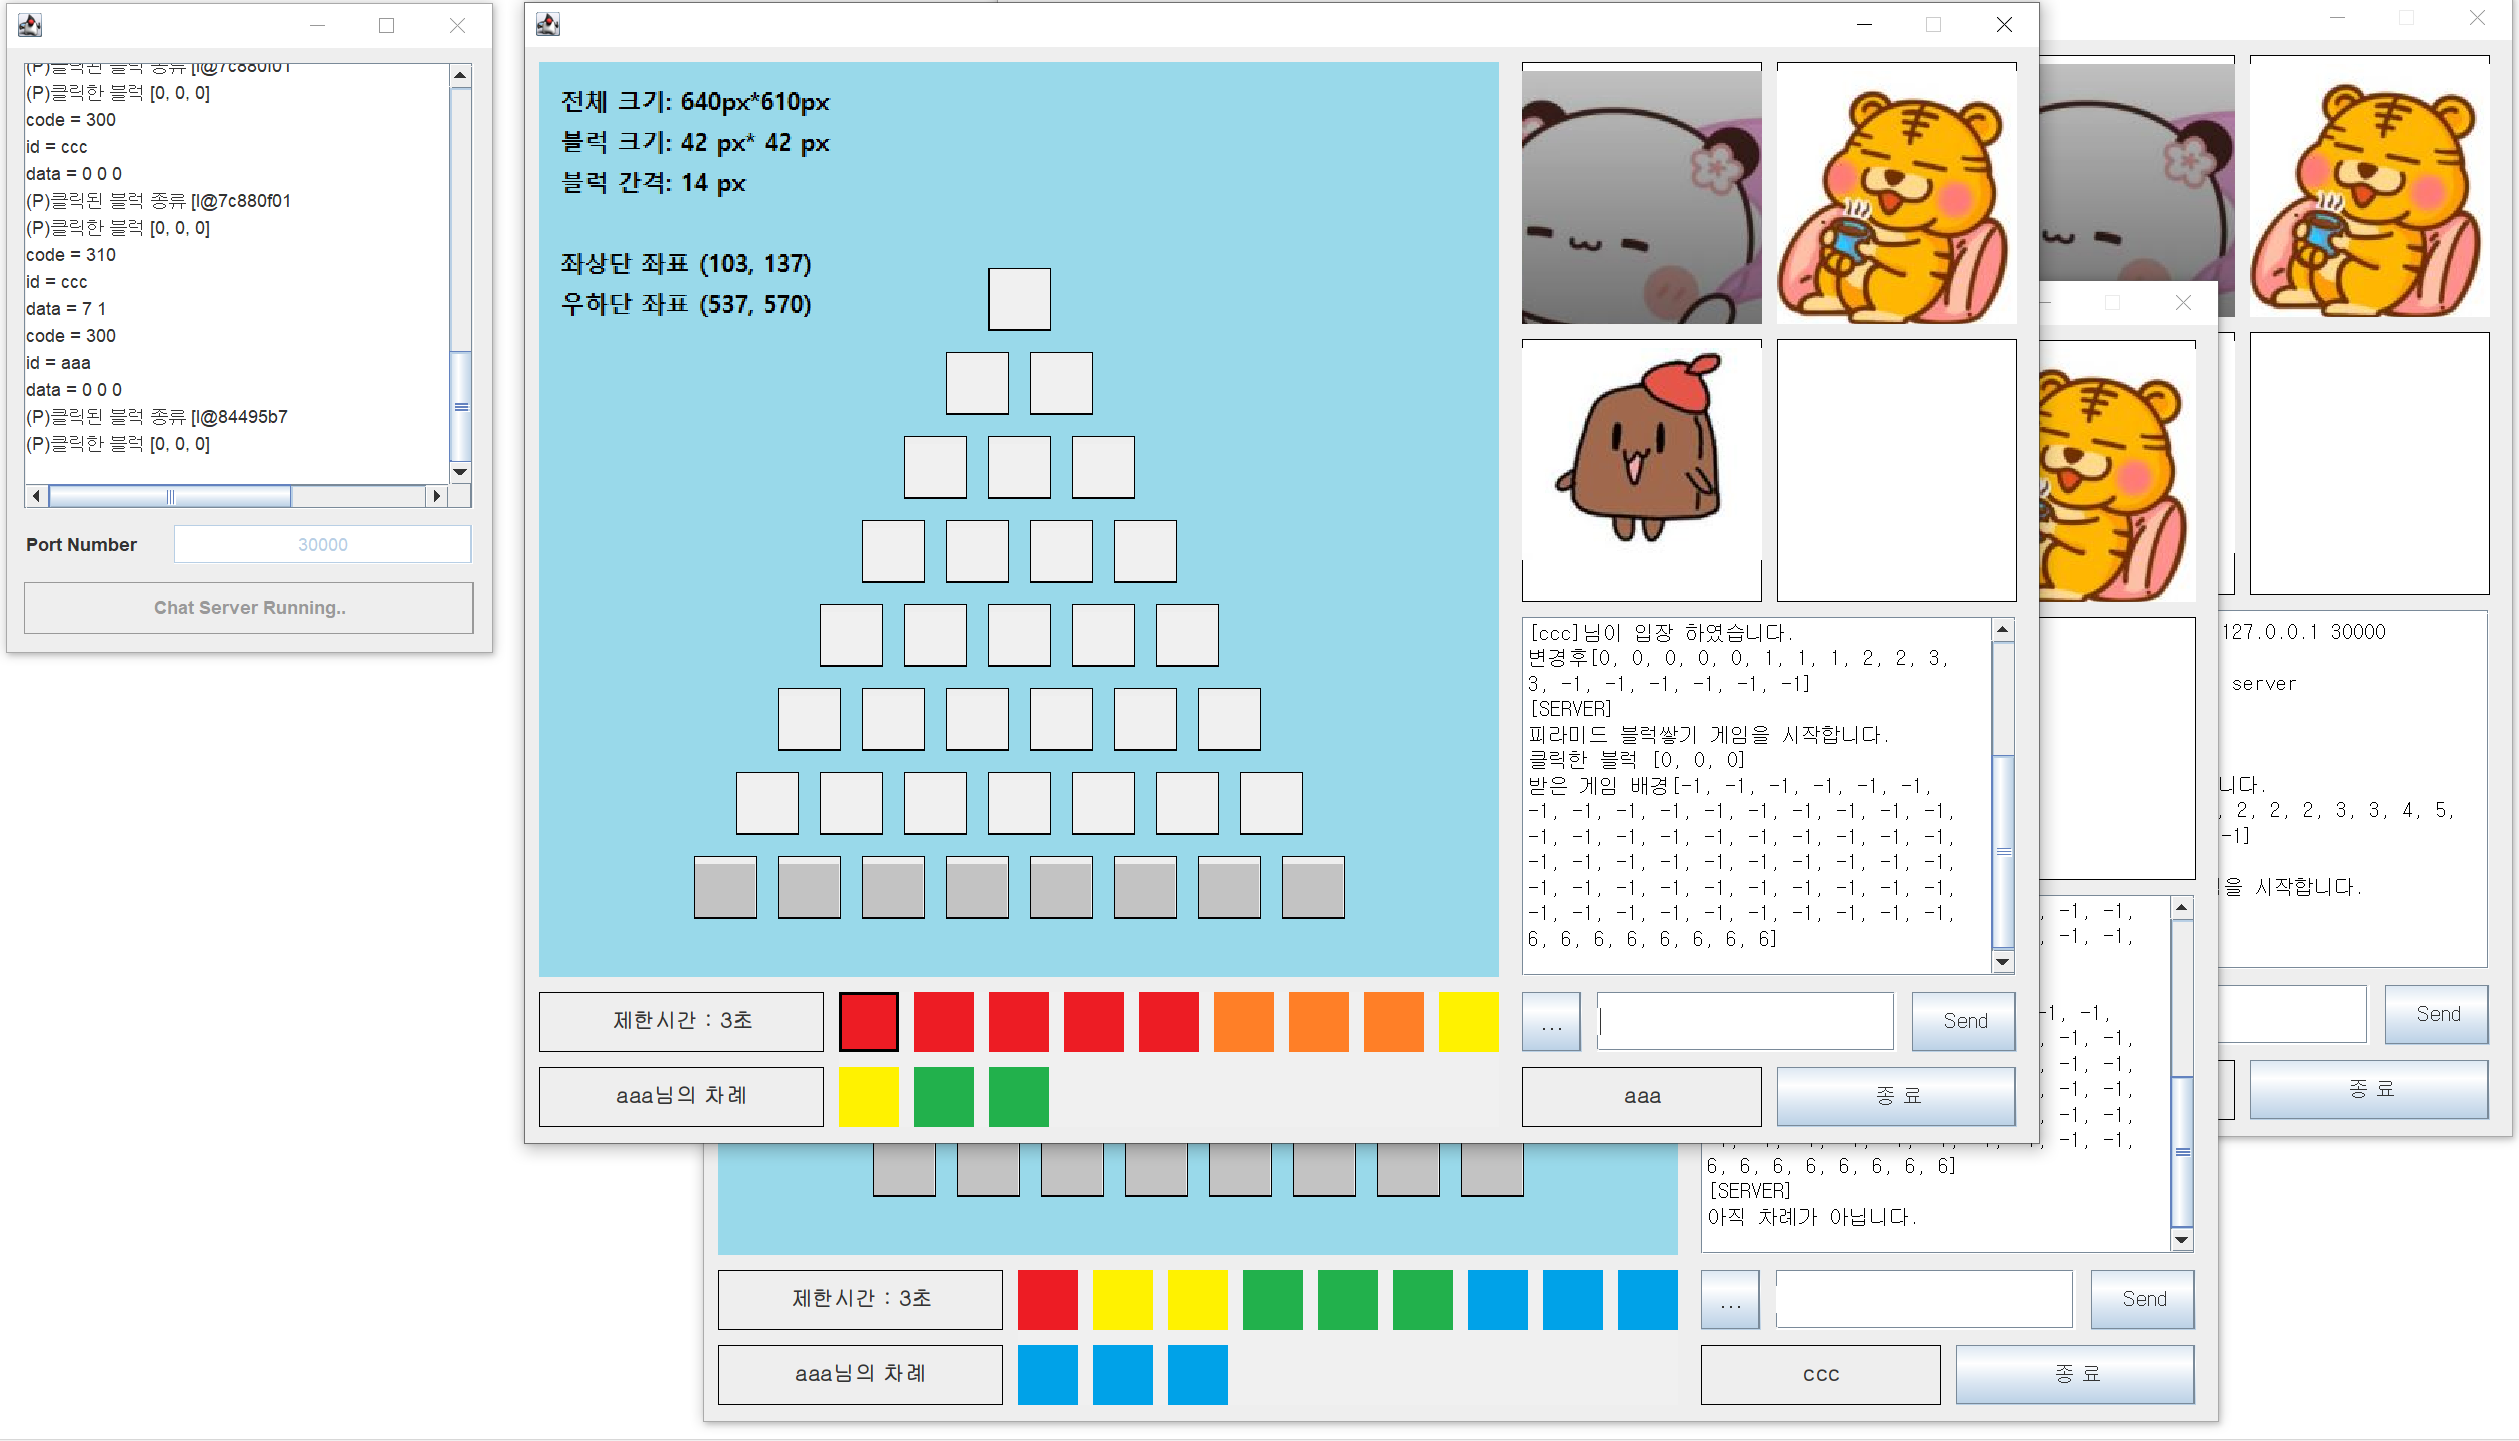 (P)클릭된 블럭 종류 [I@7c880f01
(P)클릭한 블럭 [0, 0, 0]
code = 300
id = ccc
data = 0 0 0
(P)클릭된 블럭 종류 [I@7c880f01
(P)클릭한 블럭 [0, 0, 0]
code = 310
id = ccc
data = 7 1
code = 300
id = aaa
data = 0 0 0
(P)클릭된 블럭 종류 [I@84495b7
(P)클릭한 블럭 [0, 0, 0]
Port Number
30000
Chat Server Running..
전체 크기: 640px*610px
블럭 크기: 42 px* 42 px
블럭 간격: 14 px
좌상단 좌표 (103, 137)
우하단 좌표 (537, 570)
[ccc]님이 입장 하였습니다.
변경후[0, 0, 0, 0, 0, 1, 1, 1, 2, 2, 3,
3, -1, -1, -1, -1, -1, -1]
[SERVER]
피라미드 블럭쌓기 게임을 시작합니다.
클릭한 블럭 [0, 0, 0]
받은 게임 배경[-1, -1, -1, -1, -1, -1,
-1, -1, -1, -1, -1, -1, -1, -1, -1, -1,
-1, -1, -1, -1, -1, -1, -1, -1, -1, -1,
-1, -1, -1, -1, -1, -1, -1, -1, -1, -1,
-1, -1, -1, -1, -1, -1, -1, -1, -1, -1,
-1, -1, -1, -1, -1, -1, -1, -1, -1, -1,
6, 6, 6, 6, 6, 6, 6, 6]
제한시간 : 3초
aaa님의 차례
...
Send
aaa
종 료
127.0.0.1 30000
server
니다.
, 2, 2, 2, 3, 3, 4, 5,
-1]
을 시작합니다.
Send
종 료
, -1, -1,
, -1, -1,
-1, -1,
, -1, -1,
, -1, -1,
, -1, -1,
, -1, -1,
, -1, -1,
6, 6, 6, 6, 6, 6, 6, 6]
[SERVER]
아직 차례가 아닙니다.
제한시간 : 3초
aaa님의 차례
...
Send
ccc
종 료